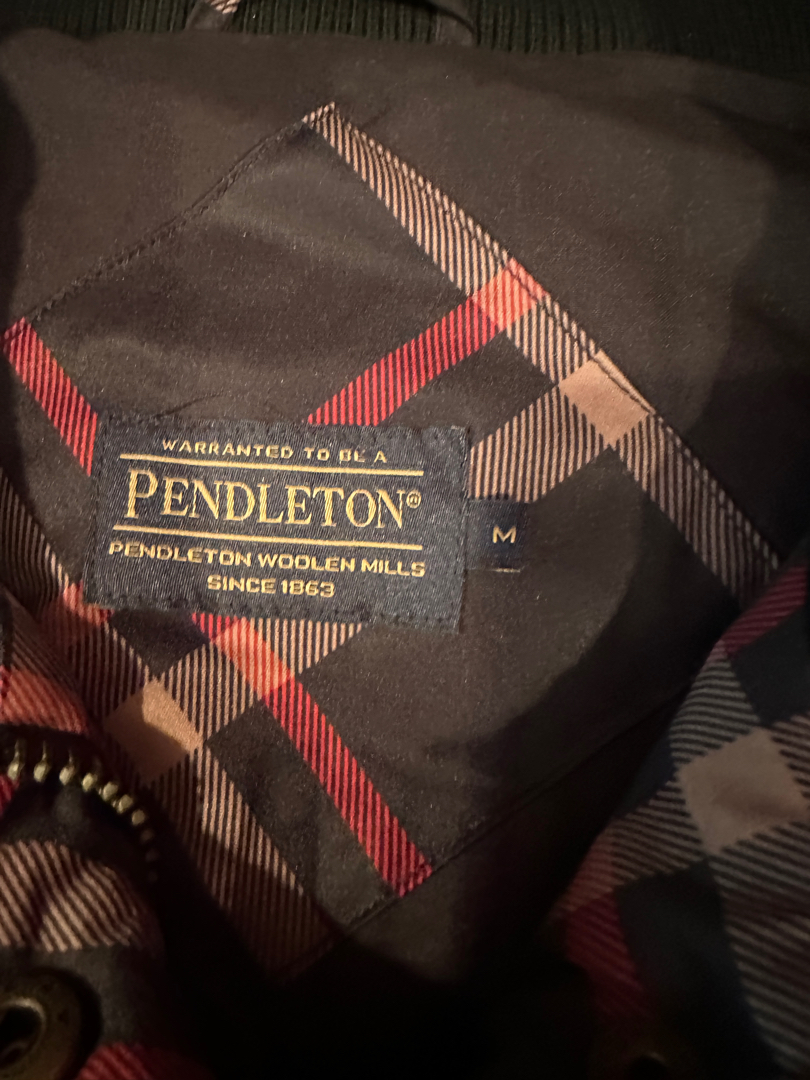 WARRANTED TO BE A
PENDLETON®
PENDLETON WOOLEN MILLS
SINCE 1863
M